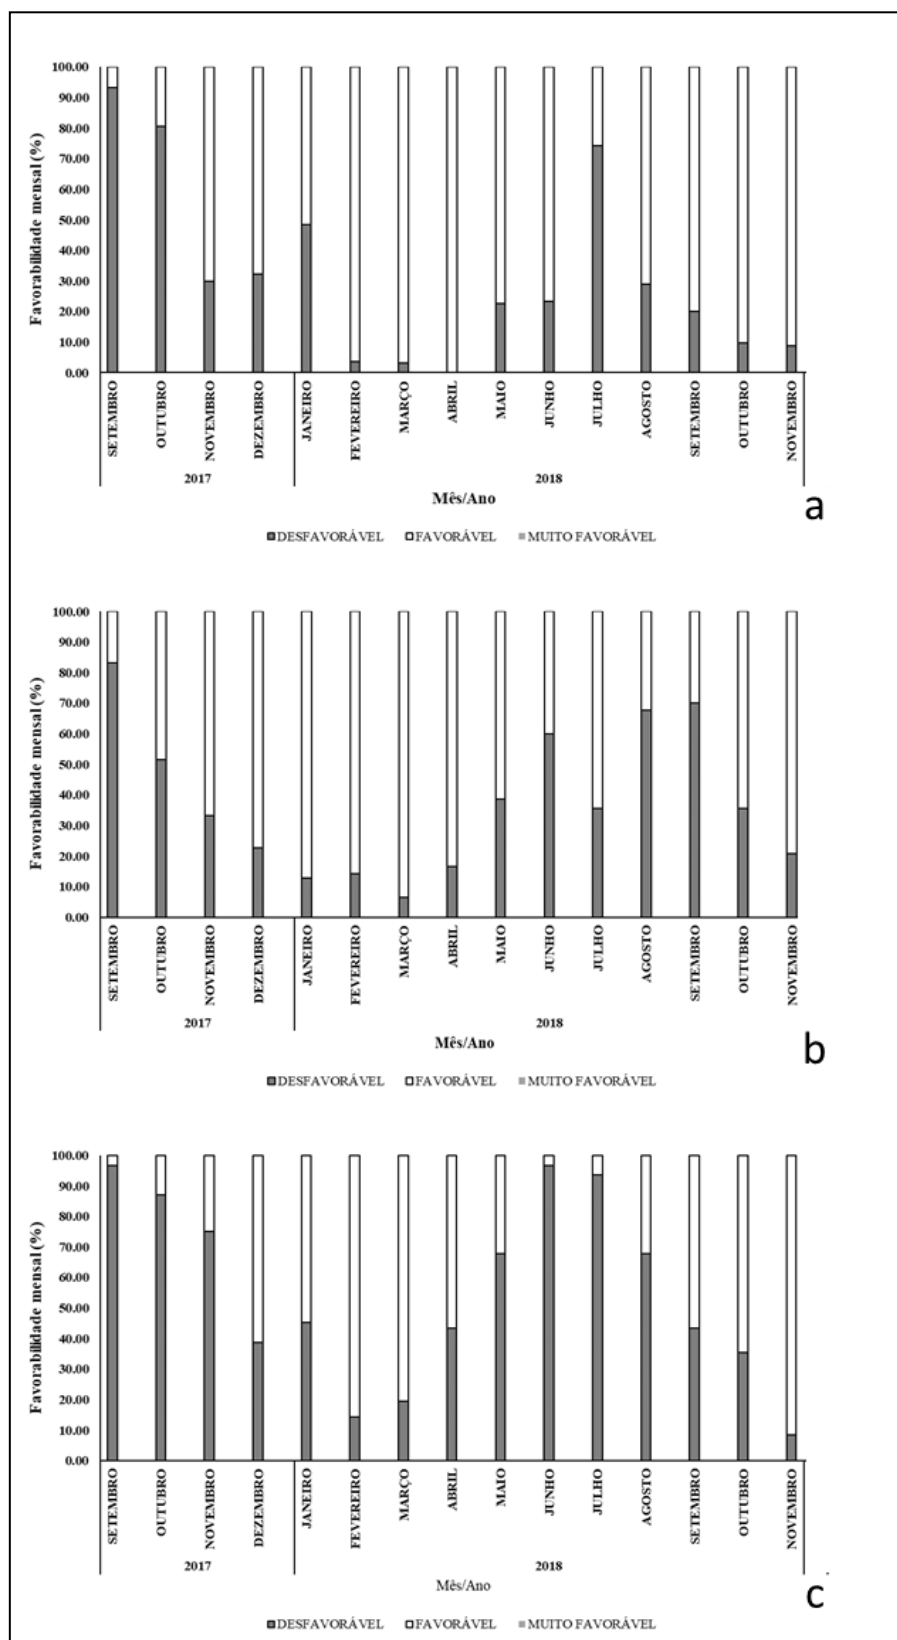 Favorabilidade mensal (%)
100.00
90.00
80.00
70.00
60.00
50.00
40.00
30.00
20.00
10.00
0.00
SETEMBRO
OUTUBRO
NOVEMBRO
DEZEMBRO
JANEIRO
FEVEREIRO
MARÇO
ABRIL
MAIO
JUNHO
JULHO
AGOSTO
SETEMBRO
OUTUBRO
NOVEMBRO
2017 2018
Mês/Ano
a
DESFAVORÁVEL FAVORÁVEL MUITO FAVORÁVEL
Favorabilidade mensal (%)
100.00
90.00
80.00
70.00
60.00
50.00
40.00
30.00
20.00
10.00
0.00
SETEMBRO
OUTUBRO
NOVEMBRO
DEZEMBRO
JANEIRO
FEVEREIRO
MARÇO
ABRIL
MAIO
JUNHO
JULHO
AGOSTO
SETEMBRO
OUTUBRO
NOVEMBRO
2017 2018
Mês/Ano
b
DESFAVORÁVEL FAVORÁVEL MUITO FAVORÁVEL
Favorabilidade mensal (%)
100.00
90.00
80.00
70.00
60.00
50.00
40.00
30.00
20.00
10.00
0.00
SETEMBRO
OUTUBRO
NOVEMBRO
DEZEMBRO
JANEIRO
FEVEREIRO
MARÇO
ABRIL
MAIO
JUNHO
JULHO
AGOSTO
SETEMBRO
OUTUBRO
NOVEMBRO
2017 2018
Mês/Ano
c
DESFAVORÁVEL FAVORÁVEL MUITO FAVORÁVEL